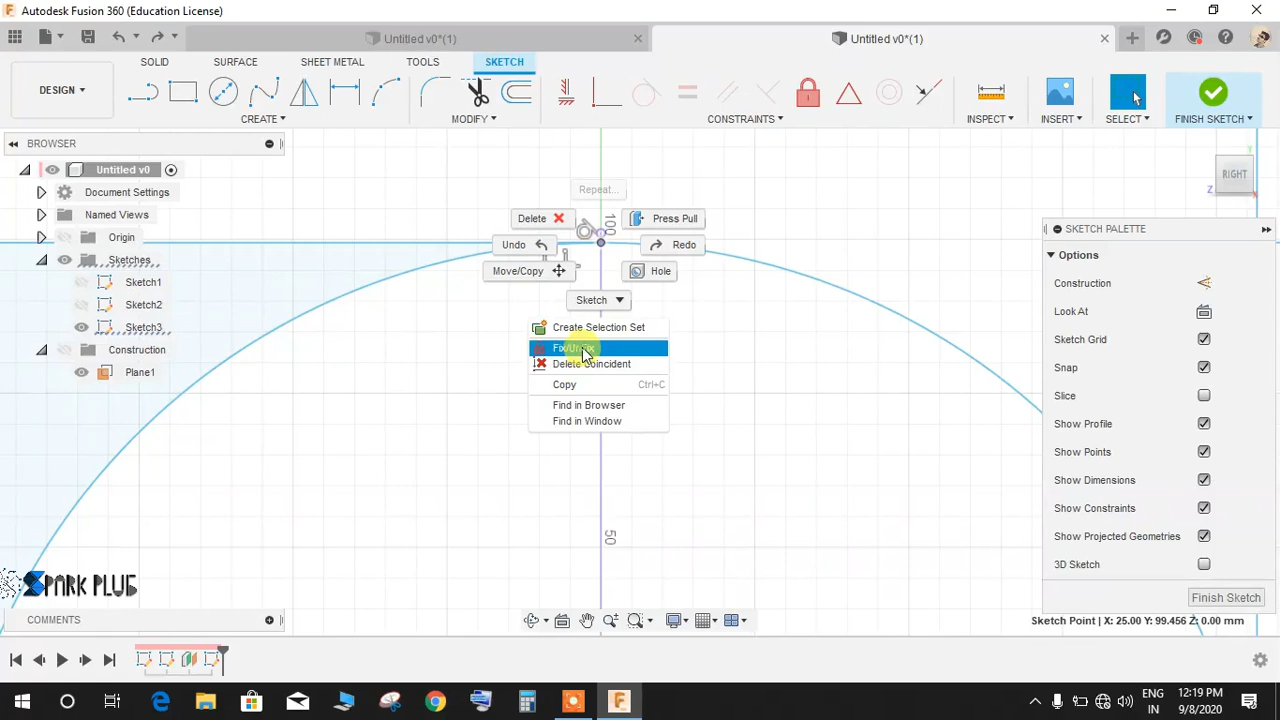 Autodesk Fusion 360 (Education License)
Untitled v0*(1)
Untitled v0*(1)
SOLID
SURFACE
SHEET METAL
TOOLS
SKETCH
DESIGN
CREATE
MODIFY
CONSTRAINTS
INSPECT
INSERT
SELECT
FINISH SKETCH
BROWSER
Untitled v0
Document Settings
Named Views
Origin
Sketches
Sketch1
Sketch2
Sketch3
Construction
Plane1
RIGHT
Y
Z
X
Repeat...
Delete
Press Pull
100
Undo
Redo
Move/Copy
Hole
Sketch
Create Selection Set
Fix/UnFix
Delete Coincident
Copy Ctrl+C
Find in Browser
Find in Window
50
SKETCH PALETTE
Options
Construction
Look At
Sketch Grid
Snap
Slice
Show Profile
Show Points
Show Dimensions
Show Constraints
Show Projected Geometries
3D Sketch
Finish Sketch
SPARK PLUG
COMMENTS
Sketch Point | X: 25.00 Y: 99.456 Z: 0.00 mm
ENG
IN
12:19 PM
9/8/2020